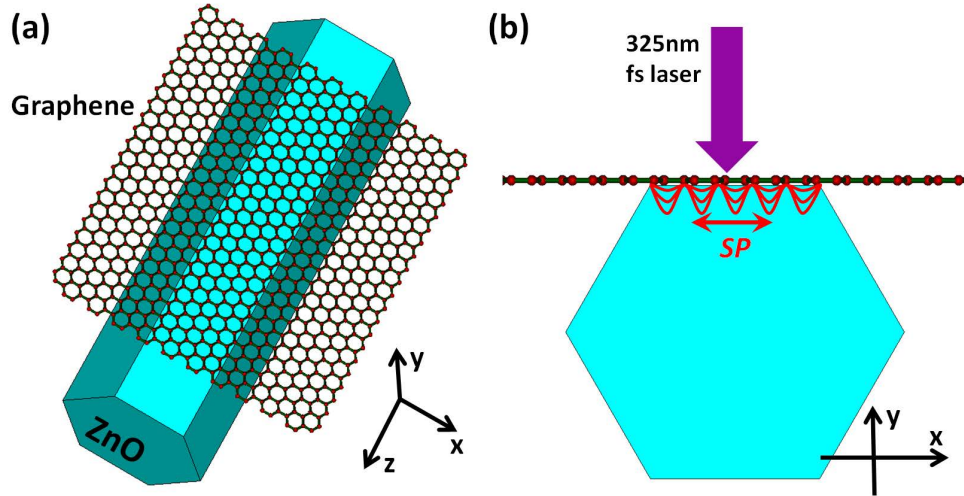 (a)
Graphene
ZnO
y
x
z
(b)
325nm
fs laser
SP
y
x